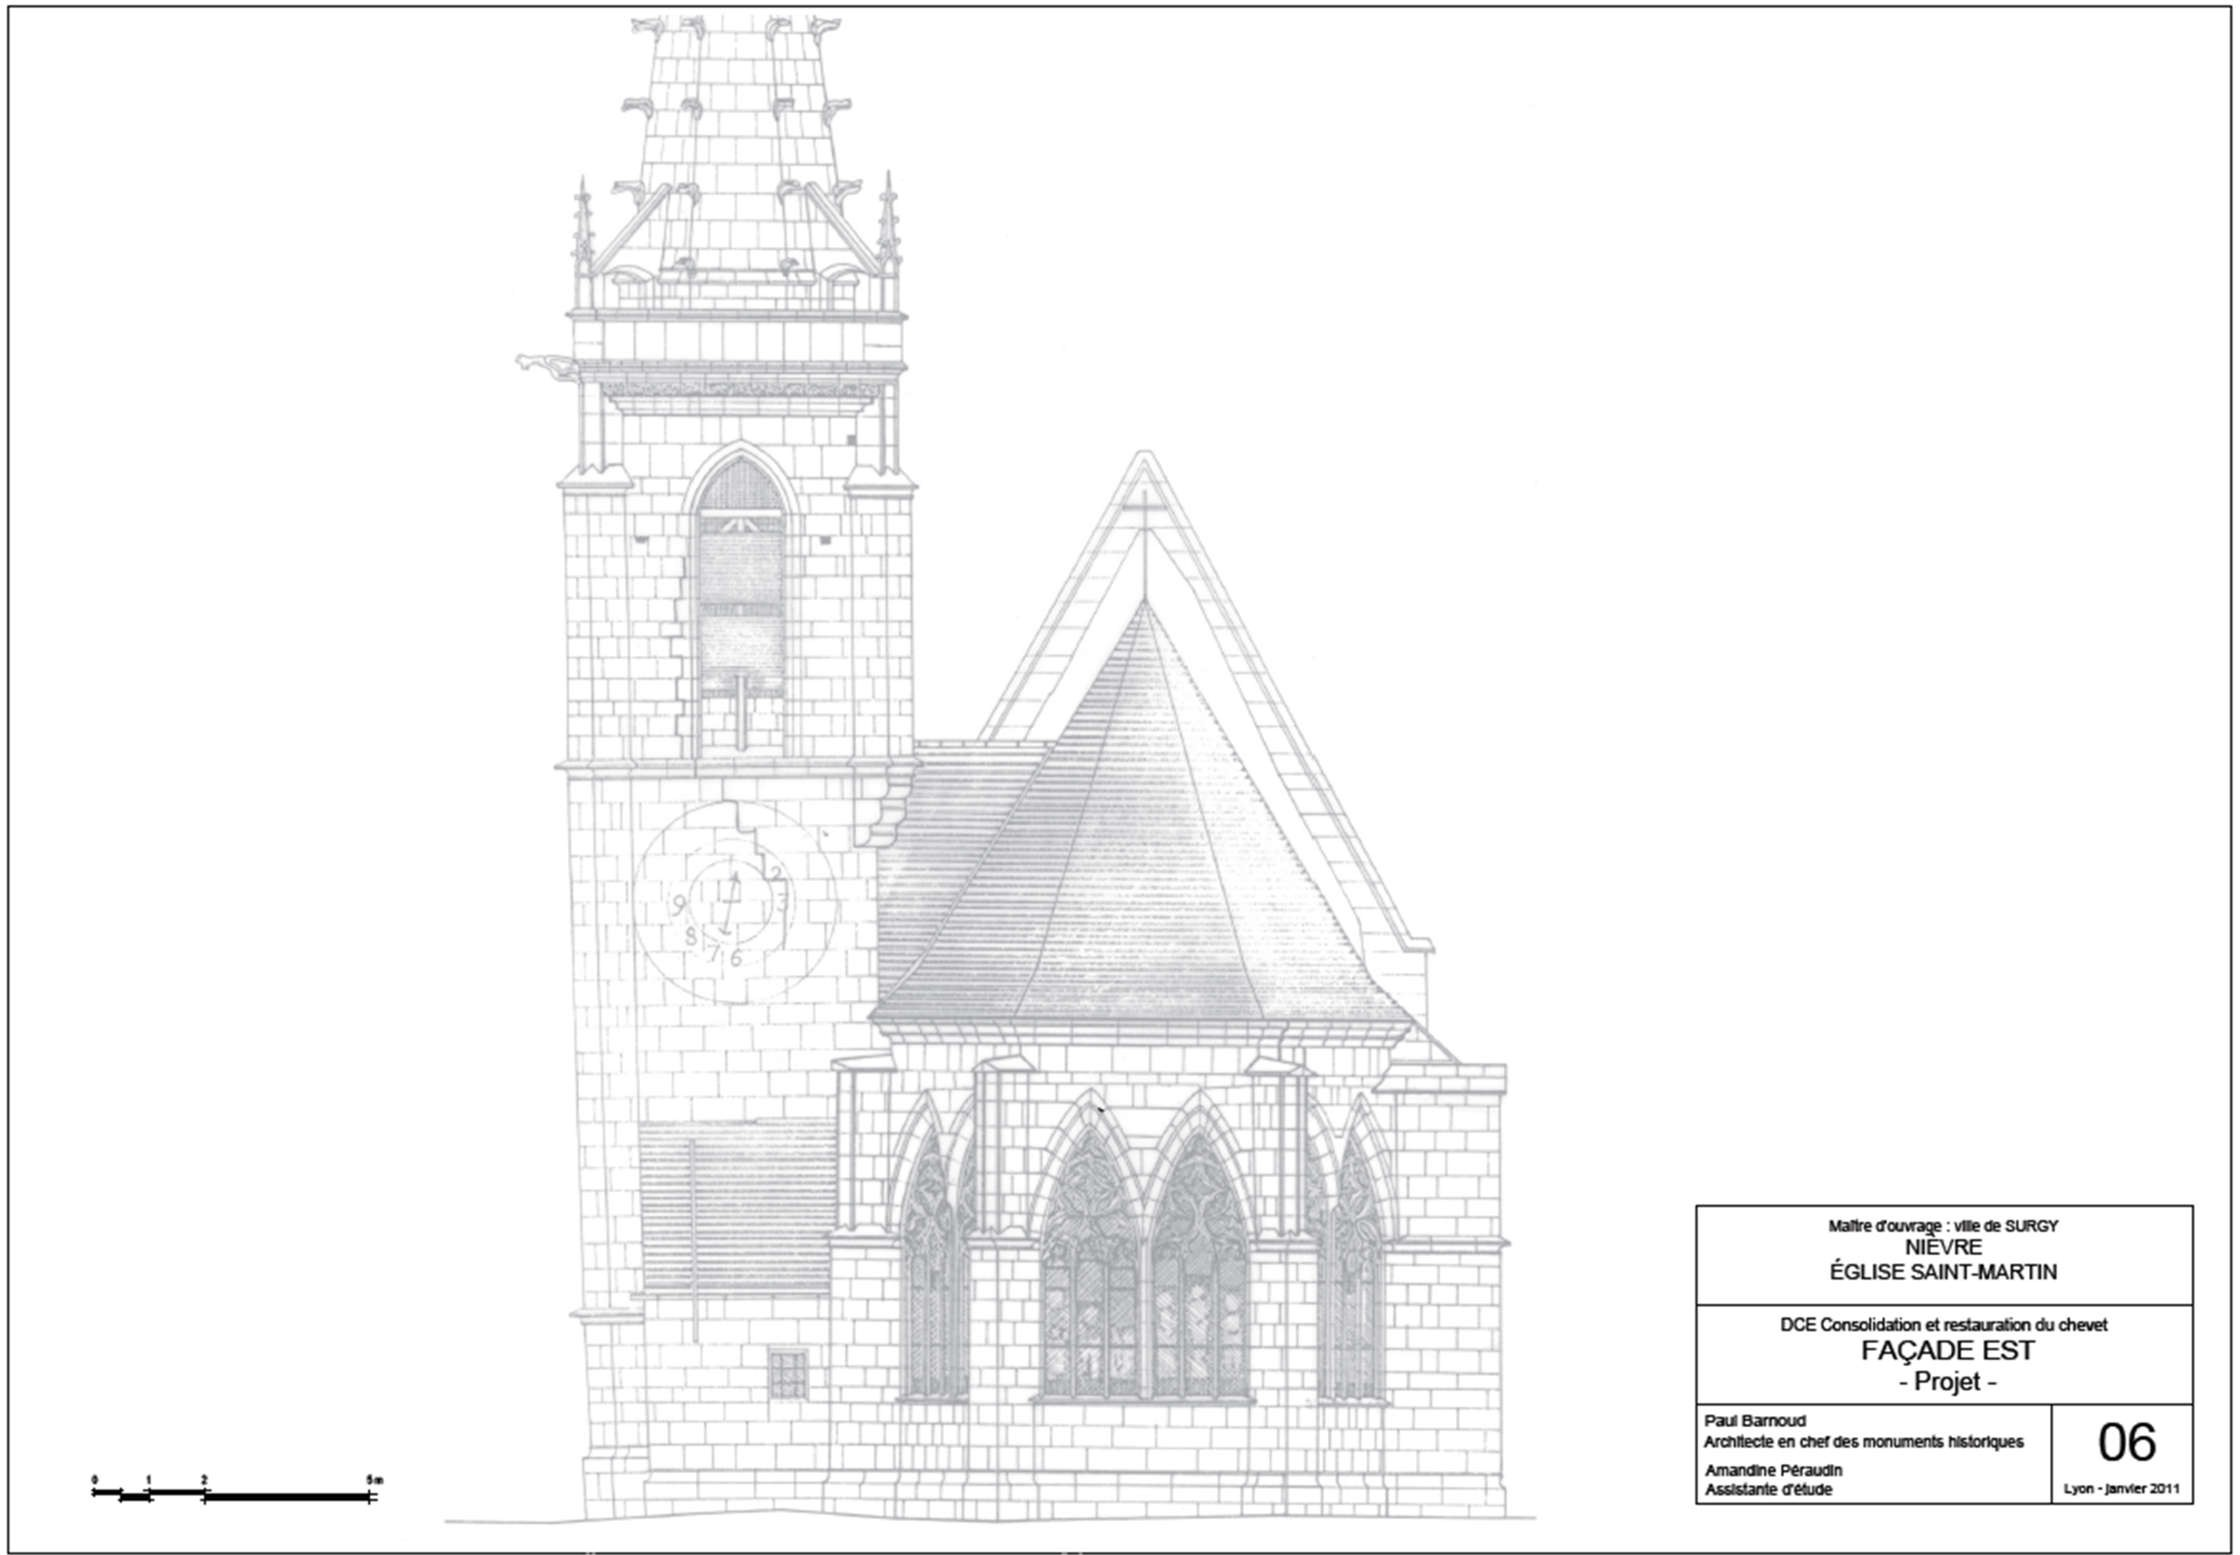 2
9
3
8
7 6
0 1 2 5m
Maître d'ouvrage : ville de SURGY
NIÈVRE
ÉGLISE SAINT-MARTIN
DCE Consolidation et restauration du chevet
FAÇADE EST
- Projet -
Paul Barnoud
Architecte en chef des monuments historiques
Amandine Péraudin
Assistante d'étude
06
Lyon - janvier 2011